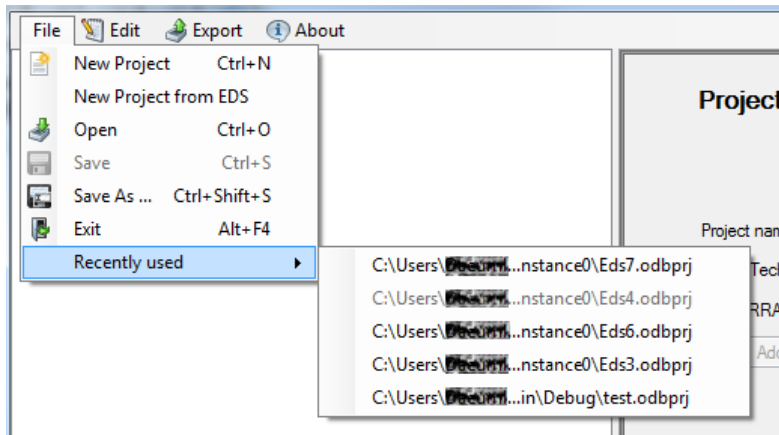 File Edit Export About
New Project Ctrl+N
New Project from EDS
Open Ctrl+O
Save Ctrl+S
Save As ... Ctrl+Shift+S
Exit Alt+F4
Recently used
C:\Users\...nstance0\Eds7.odbprj
C:\Users\...nstance0\Eds4.odbprj
C:\Users\...nstance0\Eds6.odbprj
C:\Users\...nstance0\Eds3.odbprj
C:\Users\...in\Debug\test.odbprj
Project
Project nam
Tech
RRA
Add